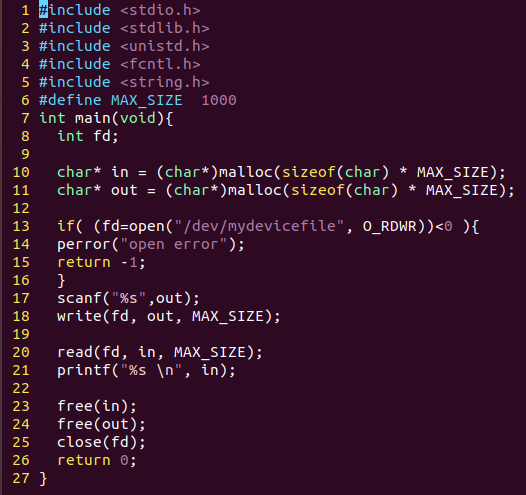 1 #include <stdio.h>
2 #include <stdlib.h>
3 #include <unistd.h>
4 #include <fcntl.h>
5 #include <string.h>
6 #define MAX_SIZE  1000
7 int main(void){
8   int fd;
9
10   char* in = (char*)malloc(sizeof(char) * MAX_SIZE);
11   char* out = (char*)malloc(sizeof(char) * MAX_SIZE);
12
13   if( (fd=open("/dev/mydevicefile", O_RDWR))<0 ){
14   perror("open error");
15   return -1;
16   }
17   scanf("%s",out);
18   write(fd, out, MAX_SIZE);
19
20   read(fd, in, MAX_SIZE);
21   printf("%s \n", in);
22
23   free(in);
24   free(out);
25   close(fd);
26   return 0;
27 }